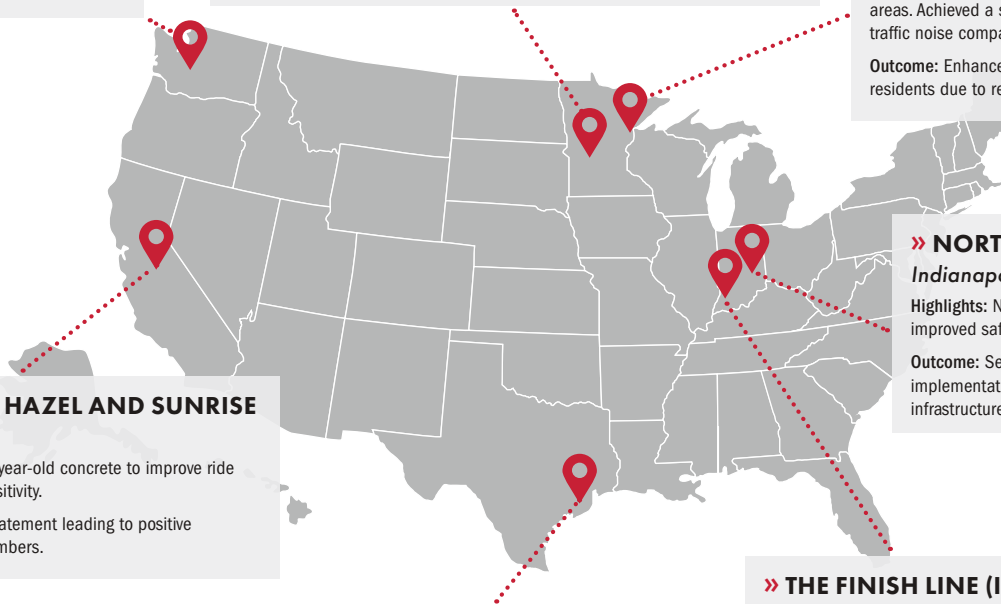 areas. Achieved a s
traffic noise compa
Outcome: Enhance
residents due to re
» NORT
Indianapo
Highlights: N
improved saf
Outcome: Se
implementat
infrastructure
HAZEL AND SUNRISE
year-old concrete to improve ride
sitivity.
atement leading to positive
mbers.
» THE FINISH LINE (I